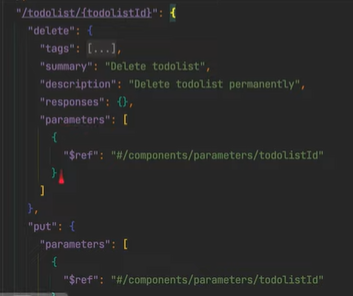 "/todolist/{todolistId}": {
"delete": {
"tags": [...],
"summary": "Delete todolist",
"description": "Delete todolist permanently",
"responses": {},
"parameters": [
{
"$ref": "#/components/parameters/todolistId"
}
]
},
"put": {
"parameters": [
{
"$ref": "#/components/parameters/todolistId"